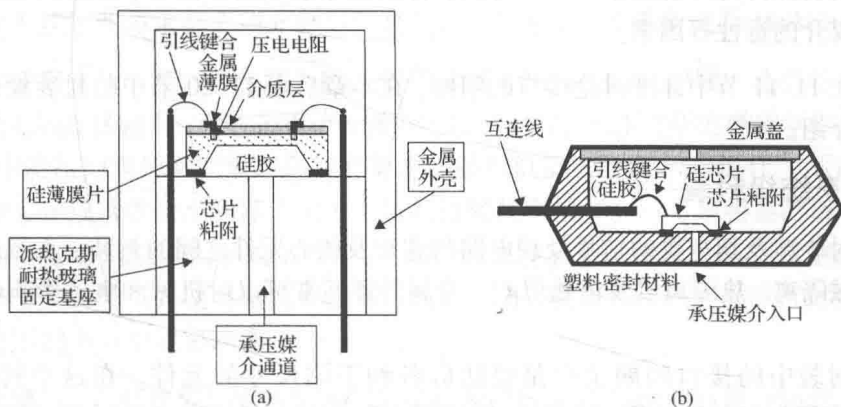 引线键合
金属
薄膜
压电电阻
介质层
硅胶
硅薄膜片
芯片
粘附
派热克斯
耐热玻璃
固定基座
金属
外壳
承压媒
介通道
(a)
互连线
金属盖
引线键合
(硅胶)
硅芯片
芯片粘附
塑料密封材料
承压媒介入口
(b)